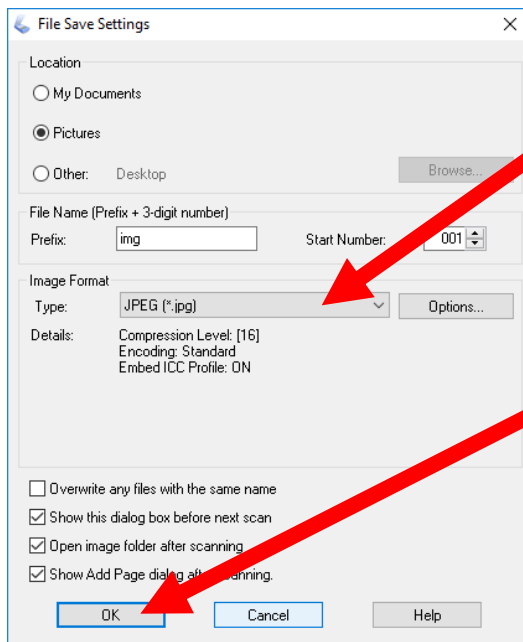 File Save Settings
Location
My Documents
Pictures
Other: Desktop Browse...
File Name (Prefix + 3-digit number)
Prefix: img Start Number: 001
Image Format
Type: JPEG (*.jpg) Options...
Details: Compression Level: [16]
Encoding: Standard
Embed ICC Profile: ON
Overwrite any files with the same name
Show this dialog box before next scan
Open image folder after scanning
Show Add Page dialog after scanning.
OK Cancel Help